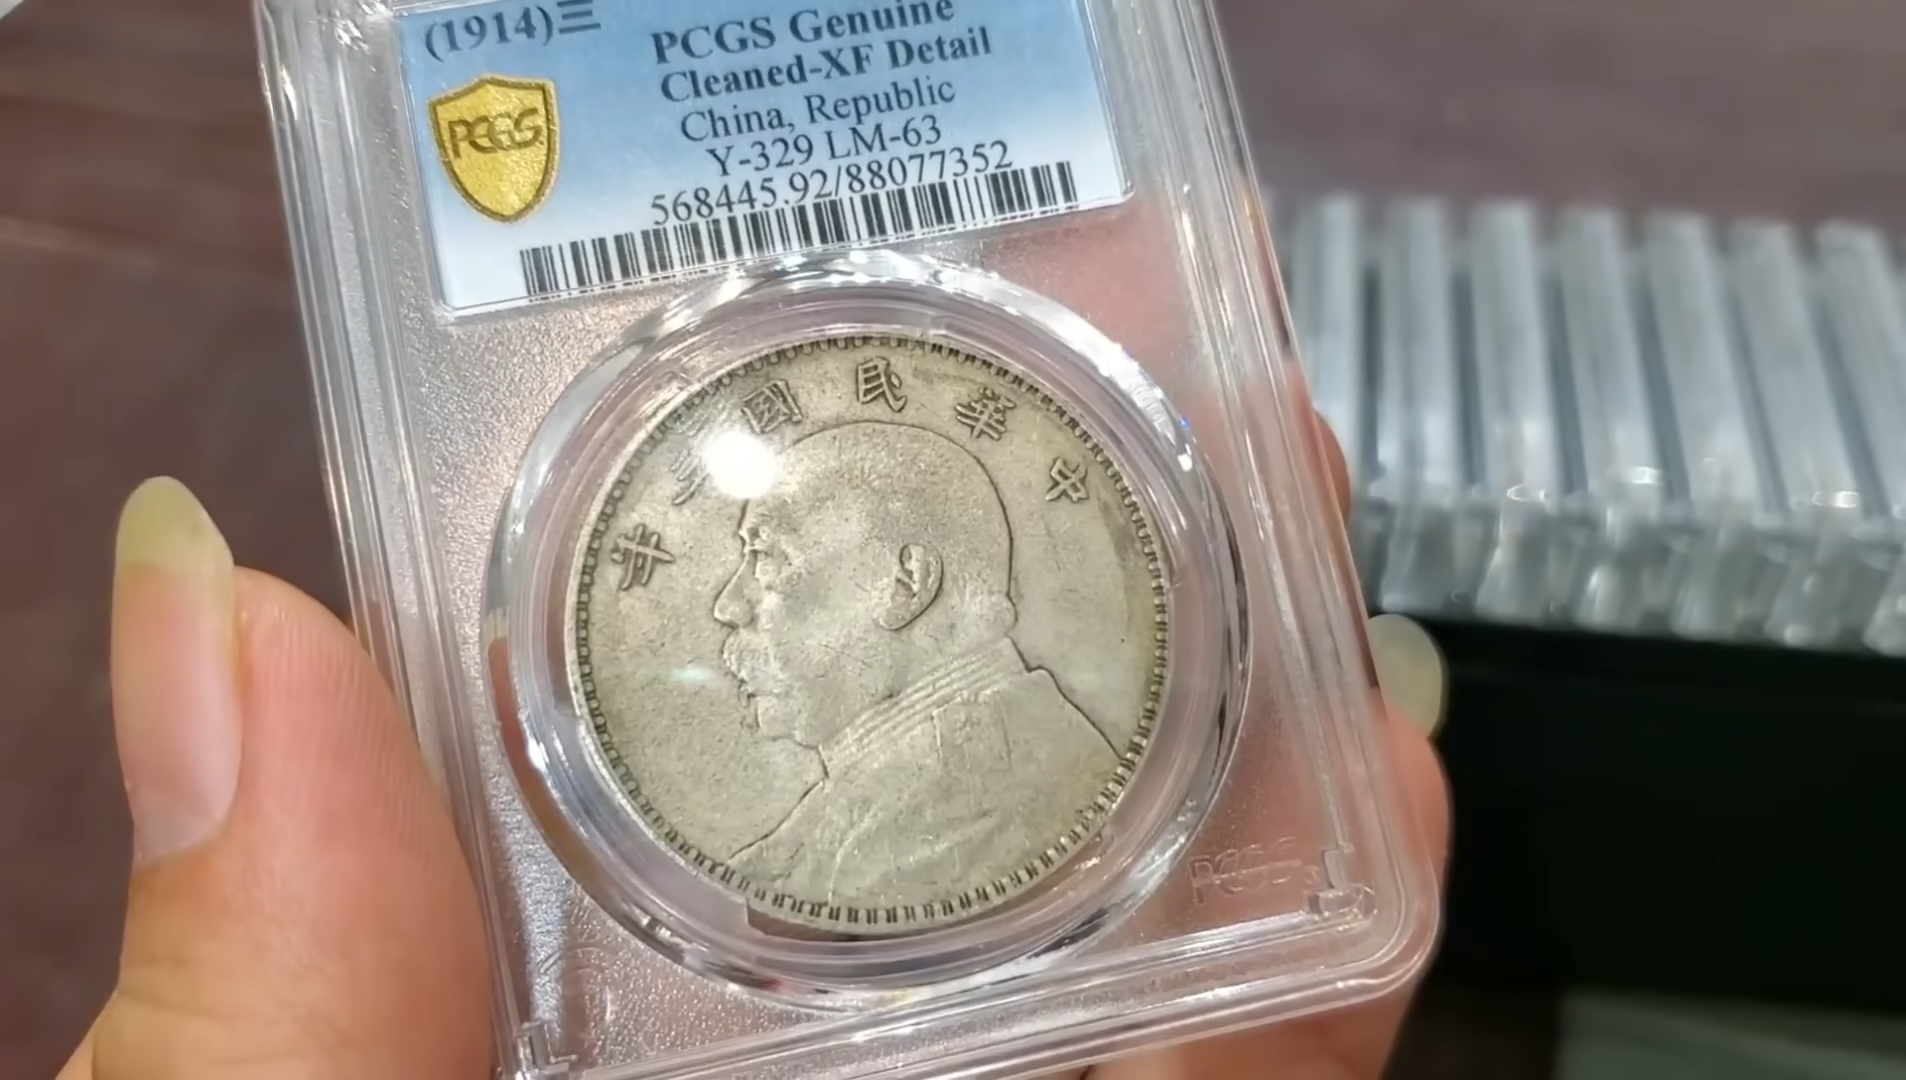 (1914)三
PCGS Genuine
Cleaned-XF Detail
China, Republic
Y-329 LM-63
568445.92/88077352
PCGS
中華民國年
PCGS